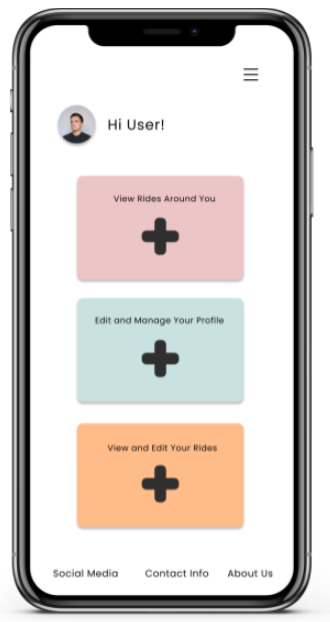 Hi User!
View Rides Around You
Edit and Manage Your Profile
View and Edit Your Rides
Social Media Contact Info About Us